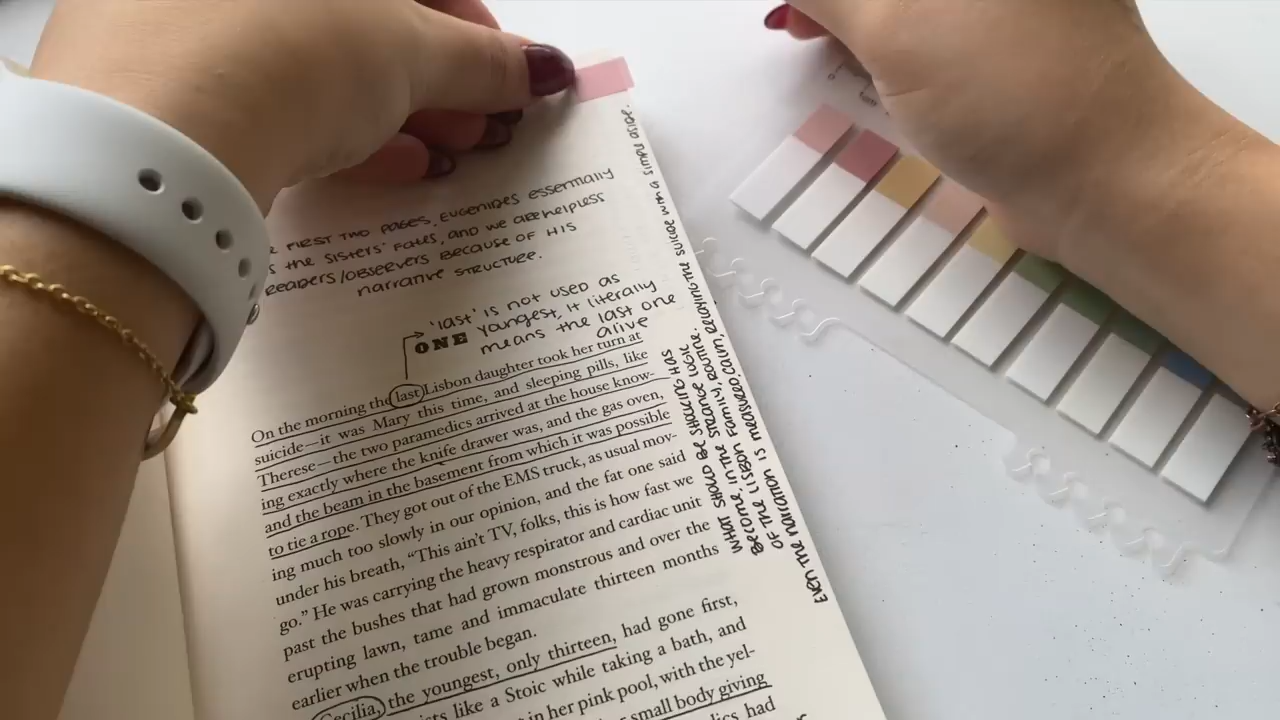 FIRST TWO PAGES, EUGENIDES ESSENTIALLY
THE SISTERS' FATES, AND WE ARE HELPLESS
READERS/OBSERVERS BECAUSE OF HIS
NARRATIVE STRUCTURE.
'last' IS NOT USED AS
ONE YOUNGEST, IT LITERALLY
MEANS THE LAST ONE
ALIVE
On the morning the last Lisbon daughter took her turn at
suicide—it was Mary this time, and sleeping pills, like
Therese—the two paramedics arrived at the house know-
ing exactly where the knife drawer was, and the gas oven,
and the beam in the basement from which it was possible
to tie a rope. They got out of the EMS truck, as usual mov-
ing much too slowly in our opinion, and the fat one said
under his breath, "This ain't TV, folks, this is how fast we
go." He was carrying the heavy respirator and cardiac unit
past the bushes that had grown monstrous and over the
erupting lawn, tame and immaculate thirteen months
earlier when the trouble began.
Cecilia, the youngest, only thirteen, had gone first,
like a Stoic while taking a bath, and
in her pink pool, with the yel-
small body giving
had
WHAT SHOULD BE SHOCKING HAS
BECOME, IN THE STRANGE LOGIC
OF THE LISBON FAMILY, ROUTINE.
EVEN THE NARRATION IS MEASURED, CALM, RELAYING THE SUICIDE WITH A SIMPLE ASIDE.